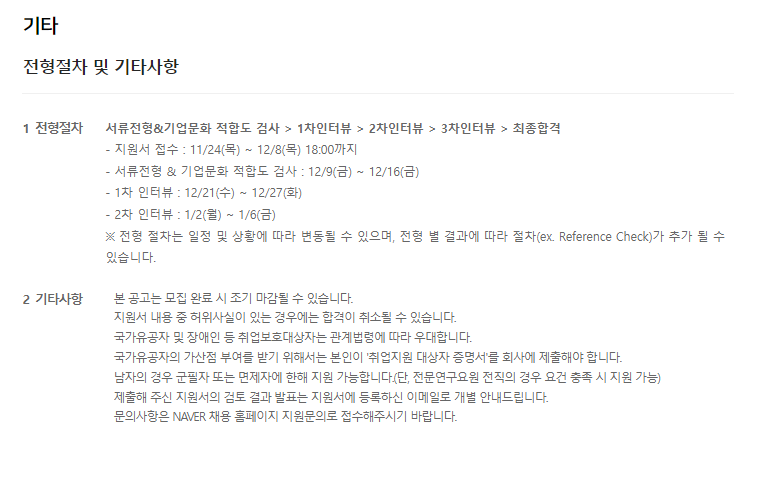 기타
전형절차 및 기타사항
1 전형절차 서류전형&기업문화 적합도 검사 > 1차인터뷰 > 2차인터뷰 > 3차인터뷰 > 최종합격
- 지원서 접수 : 11/24(목) ~ 12/8(목) 18:00까지
- 서류전형 & 기업문화 적합도 검사 : 12/9(금) ~ 12/16(금)
- 1차 인터뷰 : 12/21(수) ~ 12/27(화)
- 2차 인터뷰 : 1/2(월) ~ 1/6(금)
※ 전형 절차는 일정 및 상황에 따라 변동될 수 있으며, 전형 별 결과에 따라 절차(ex. Reference Check)가 추가 될 수
있습니다.
2 기타사항 본 공고는 모집 완료 시 조기 마감될 수 있습니다.
지원서 내용 중 허위사실이 있는 경우에는 합격이 취소될 수 있습니다.
국가유공자 및 장애인 등 취업보호대상자는 관계법령에 따라 우대합니다.
국가유공자의 가산점 부여를 받기 위해서는 본인이 '취업지원 대상자 증명서'를 회사에 제출해야 합니다.
남자의 경우 군필자 또는 면제자에 한해 지원 가능합니다.(단, 전문연구요원 전직의 경우 요건 충족 시 지원 가능)
제출해 주신 지원서의 검토 결과 발표는 지원서에 등록하신 이메일로 개별 안내드립니다.
문의사항은 NAVER 채용 홈페이지 지원문의로 접수해주시기 바랍니다.